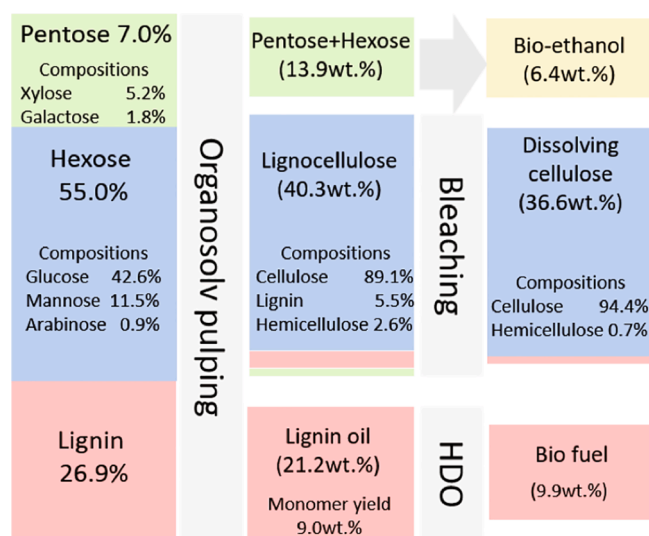 Pentose 7.0%
Compositions
Xylose 5.2%
Galactose 1.8%
Hexose
55.0%
Compositions
Glucose 42.6%
Mannose 11.5%
Arabinose 0.9%
Lignin
26.9%
Organosolv pulping
Pentose+Hexose
(13.9wt.%)
Lignocellulose
(40.3wt.%)
Compositions
Cellulose 89.1%
Lignin 5.5%
Hemicellulose 2.6%
Lignin oil
(21.2wt.%)
Monomer yield
9.0wt.%
Bleaching
HDO
Bio-ethanol
(6.4wt.%)
Dissolving
cellulose
(36.6wt.%)
Compositions
Cellulose 94.4%
Hemicellulose 0.7%
Bio fuel
(9.9wt.%)